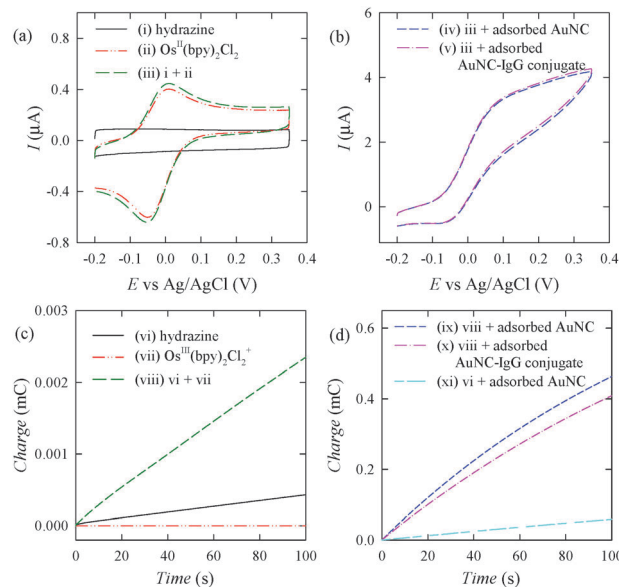 (a)
(i) hydrazine
(ii) Os^II(bpy)₂Cl₂
(iii) i + ii
0.8
0.4
0.0
-0.4
-0.8
I (μA)
-0.2 -0.1 0.0 0.1 0.2 0.3 0.4
E vs Ag/AgCl (V)
(b)
(iv) iii + adsorbed AuNC
(v) iii + adsorbed
AuNC-IgG conjugate
6
4
2
0
I (μA)
-0.2 -0.1 0.0 0.1 0.2 0.3 0.4
E vs Ag/AgCl (V)
(c)
(vi) hydrazine
(vii) Os^III(bpy)₂Cl₂⁺
(viii) vi + vii
0.003
0.002
0.001
0.000
Charge (mC)
0 20 40 60 80 100
Time (s)
(d)
(ix) viii + adsorbed AuNC
(x) viii + adsorbed
AuNC-IgG conjugate
(xi) vi + adsorbed AuNC
0.6
0.4
0.2
0.0
Charge (mC)
0 20 40 60 80 100
Time (s)